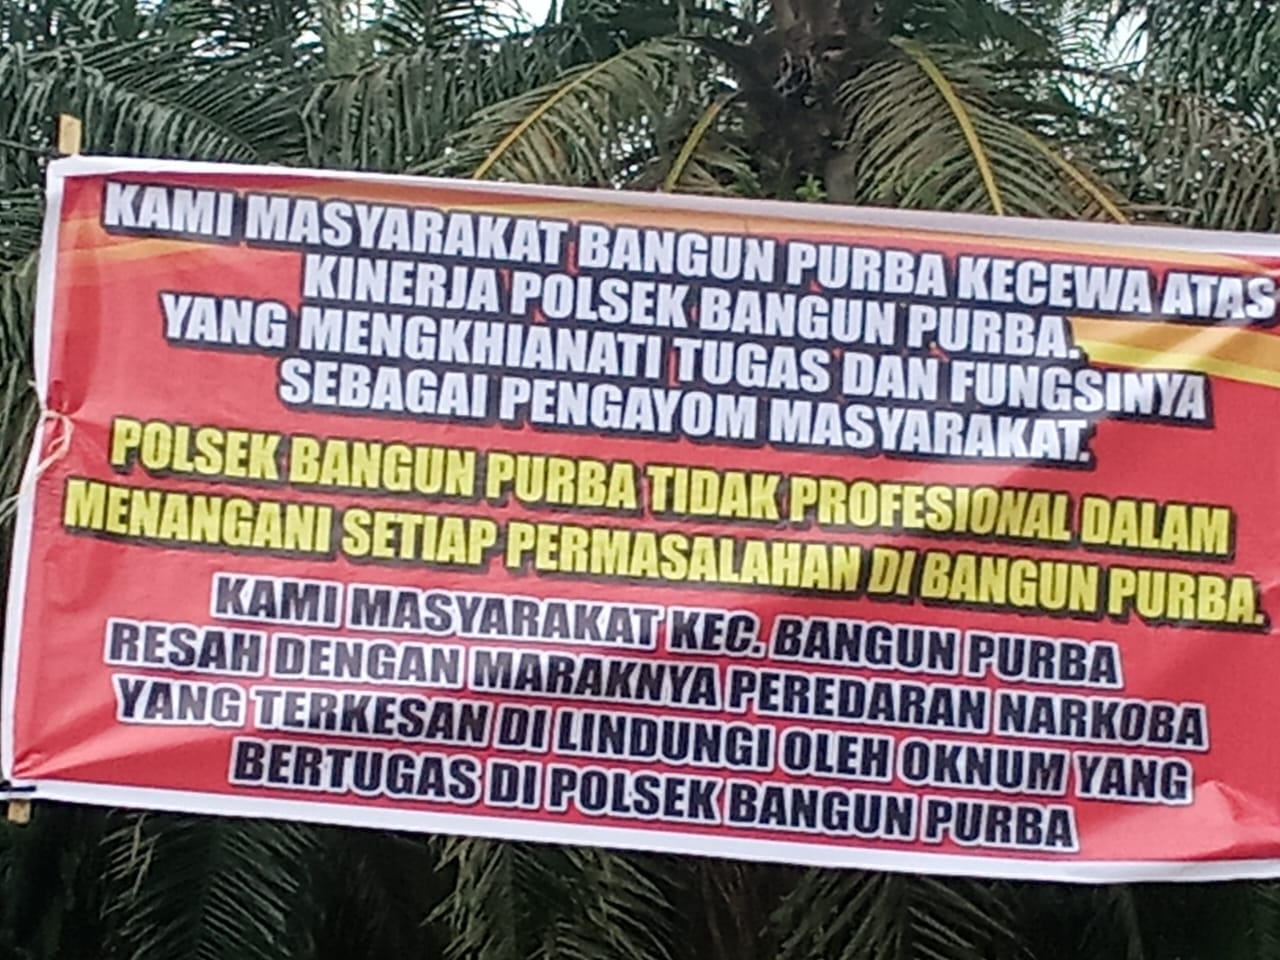 KAMI MASYARAKAT BANGUN PURBA KECEWA ATAS
KINERJA POLSEK BANGUN PURBA.
YANG MENGKHIANATI TUGAS DAN FUNGSINYA
SEBAGAI PENGAYOM MASYARAKAT.
POLSEK BANGUN PURBA TIDAK PROFESIONAL DALAM
MENANGANI SETIAP PERMASALAHAN DI BANGUN PURBA.
KAMI MASYARAKAT KEC. BANGUN PURBA
RESAH DENGAN MARAKNYA PEREDARAN NARKOBA
YANG TERKESAN DI LINDUNGI OLEH OKNUM YANG
BERTUGAS DI POLSEK BANGUN PURBA